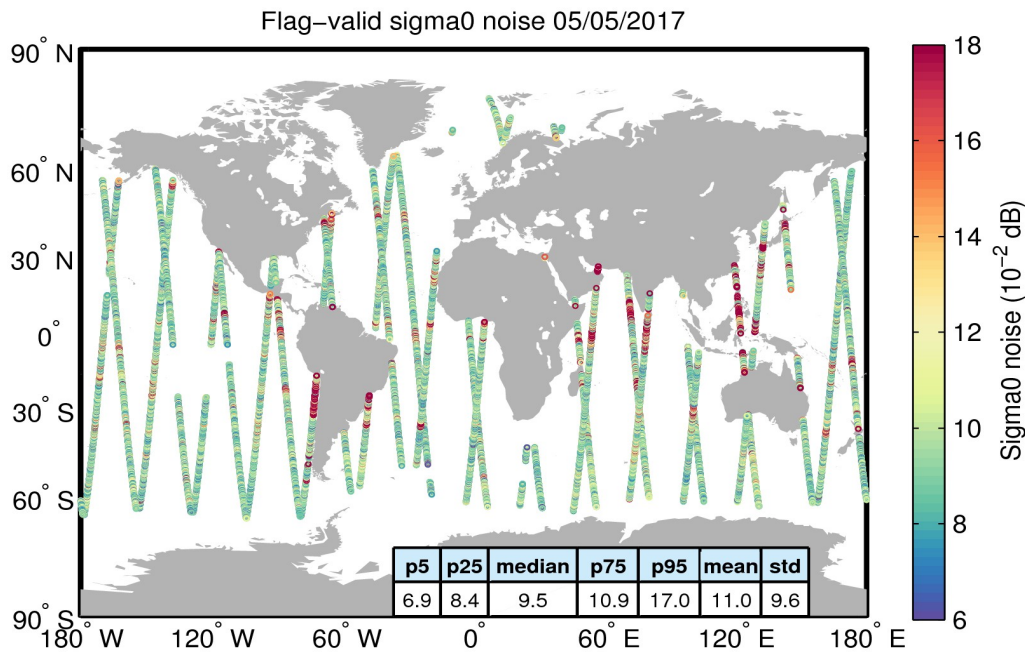 Flag−valid sigma0 noise 05/05/2017
90° N
60° N
30° N
0°
30° S
60° S
90° S
180° W
120° W
60° W
0°
60° E
120° E
180° E
p5 p25 median p75 p95 mean std
6.9 8.4 9.5 10.9 17.0 11.0 9.6
18
16
14
12
10
8
6
Sigma0 noise (10⁻² dB)